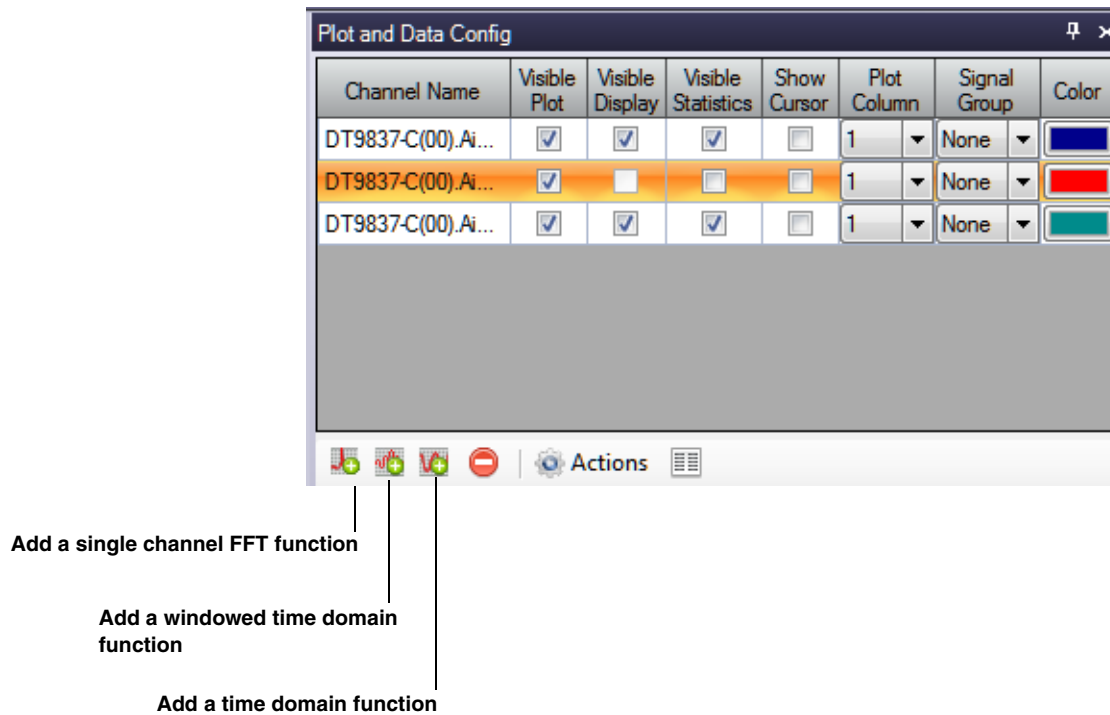 Plot and Data Config
Channel Name Visible Plot Visible Display Visible Statistics Show Cursor Plot Column Signal Group Color
DT9837-C(00).Ai... 1 None
DT9837-C(00).Ai... 1 None
DT9837-C(00).Ai... 1 None
Actions
Add a single channel FFT function
Add a windowed time domain
function
Add a time domain function